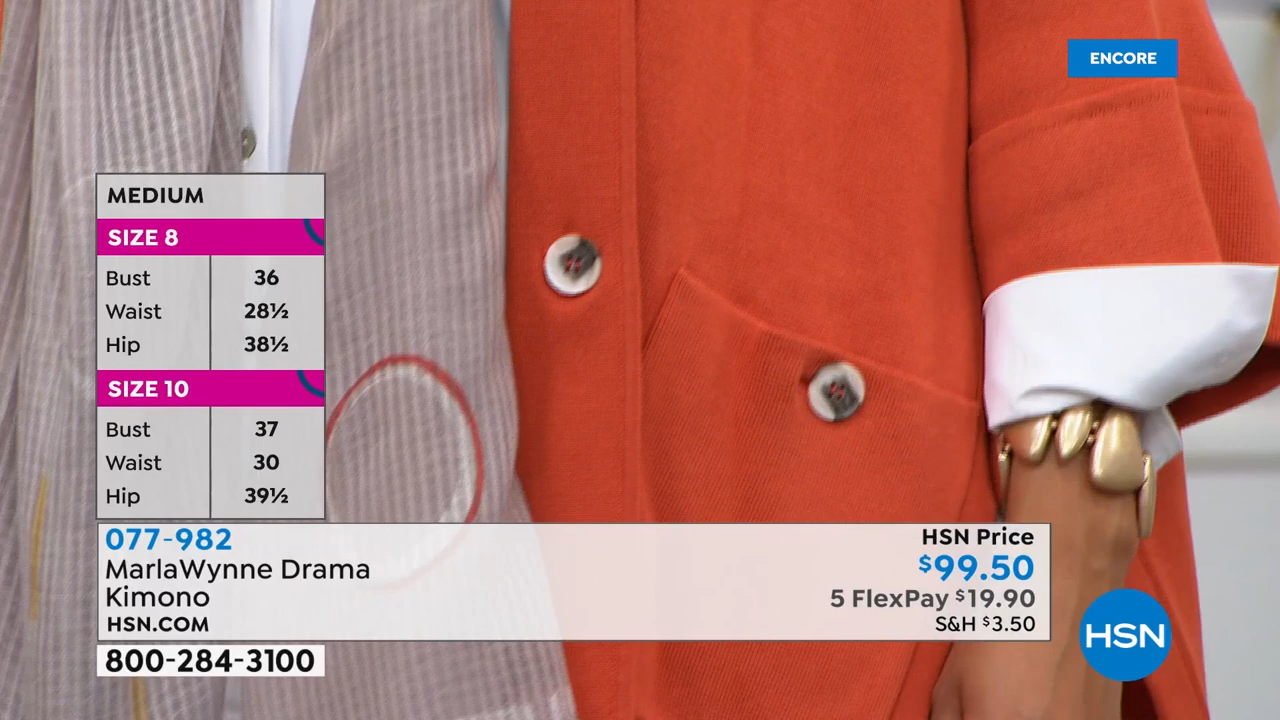 ENCORE
MEDIUM
SIZE 8
Bust 36
Waist 28½
Hip 38½
SIZE 10
Bust 37
Waist 30
Hip 39½
077-982
MarlaWynne Drama
Kimono
HSN.COM
HSN Price
$99.50
5 FlexPay $19.90
S&H $3.50
800-284-3100
HSN